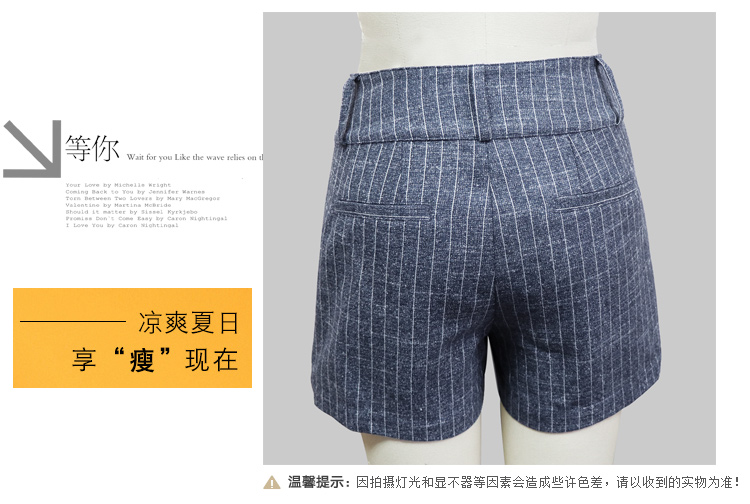 等你
Wait for you Like the wave relies on th
Your Love by Michelle Wright
Coming Back to You by Jennifer Warnes
Torn Between Two Lovers by Mary MacGregor
Valentino by Martina McBride
Should it matter by Sissel Kyrkjebo
Promise Don't Come Easy by Caron Nightingal
I Love You by Caron Nightingal
凉爽夏日
享“瘦”现在
温馨提示：因拍摄灯光和显不器等因素会造成些许色差，请以收到的实物为准！